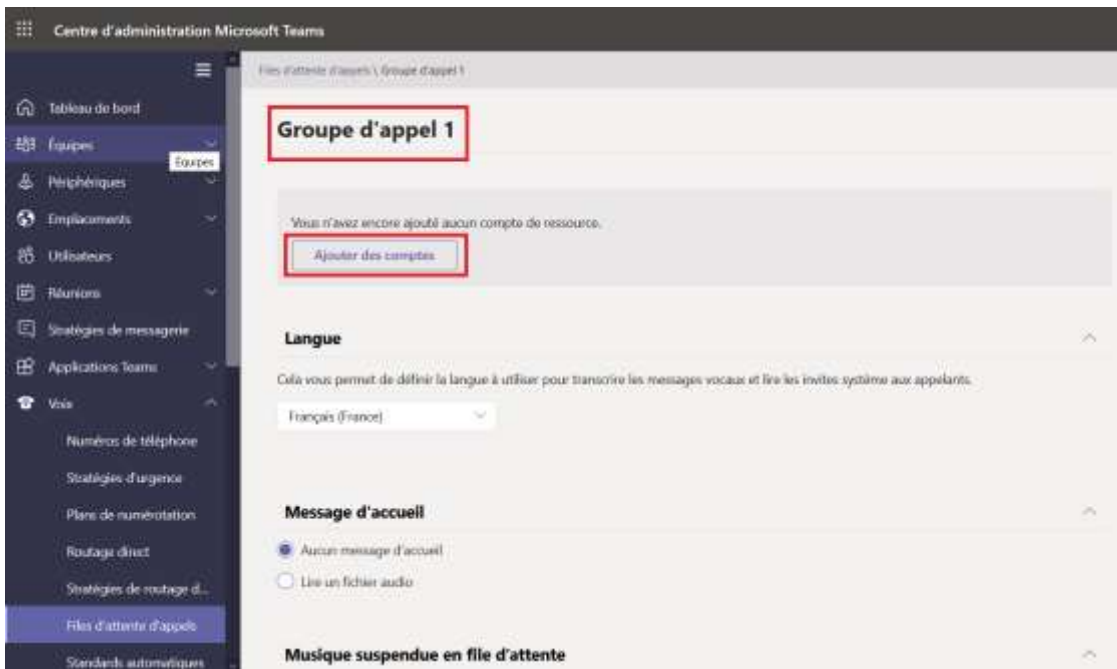 Centre d'administration Microsoft Teams
Files d'attente d'appels \ Groupe d'appel 1
Tableau de bord
Équipes
Équipes
Périphériques
Emplacements
Utilisateurs
Réunions
Stratégies de messagerie
Applications Teams
Voix
Numéros de téléphone
Stratégies d'urgence
Plans de numérotation
Routage direct
Stratégies de routage d...
Files d'attente d'appels
Standards automatiques
Groupe d'appel 1
Vous n'avez encore ajouté aucun compte de ressource.
Ajouter des comptes
Langue
Cela vous permet de définir la langue à utiliser pour transcrire les messages vocaux et lire les invites système aux appelants.
Français (France)
Message d'accueil
Aucun message d'accueil
Lire un fichier audio
Musique suspendue en file d'attente